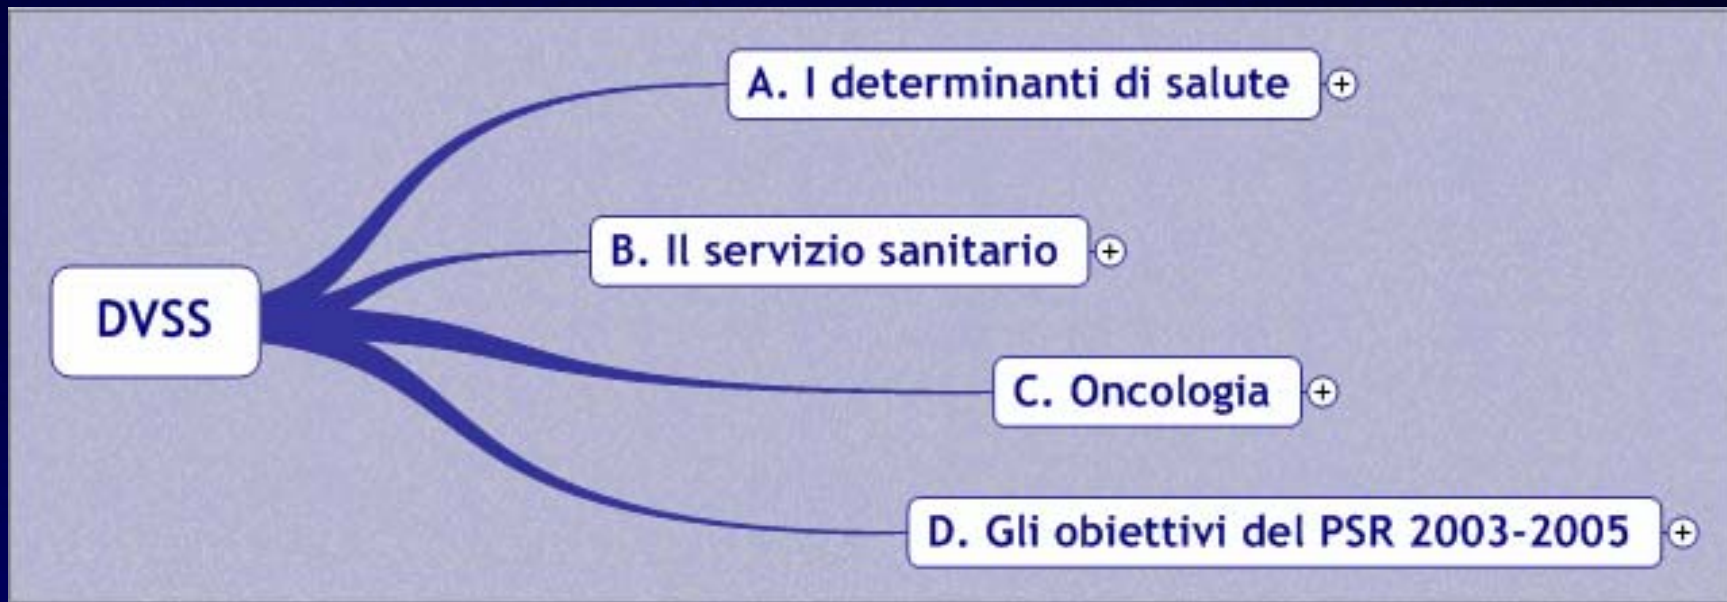 A. I determinanti di salute
B. Il servizio sanitario
DVSS
C. Oncologia
D. Gli obiettivi del PSR 2003-2005